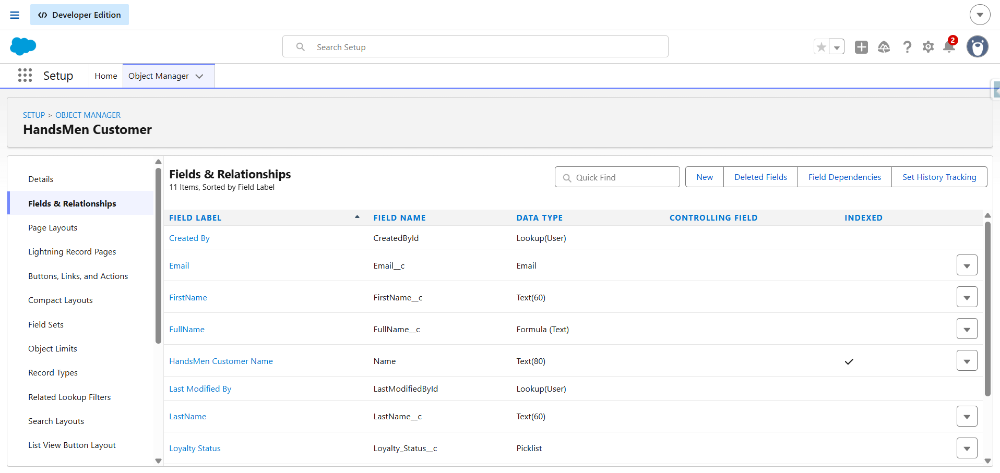 Developer Edition
Search Setup
2
Setup
Home
Object Manager
SETUP > OBJECT MANAGER
HandsMen Customer
Details
Fields & Relationships
Page Layouts
Lightning Record Pages
Buttons, Links, and Actions
Compact Layouts
Field Sets
Object Limits
Record Types
Related Lookup Filters
Search Layouts
List View Button Layout
Fields & Relationships
11 Items, Sorted by Field Label
Quick Find
New
Deleted Fields
Field Dependencies
Set History Tracking
FIELD LABEL FIELD NAME DATA TYPE CONTROLLING FIELD INDEXED
Created By CreatedById Lookup(User)
Email Email__c Email
FirstName FirstName__c Text(60)
FullName FullName__c Formula (Text)
HandsMen Customer Name Name Text(80)
Last Modified By LastModifiedById Lookup(User)
LastName LastName__c Text(60)
Loyalty Status Loyalty_Status__c Picklist